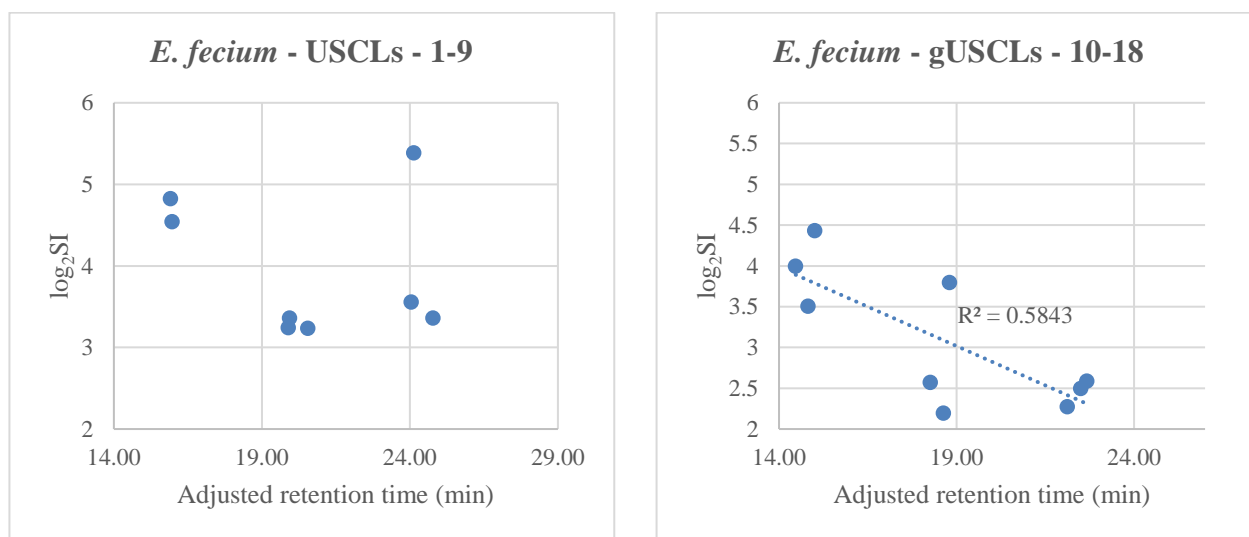 E. fecium - USCLs - 1-9
6
5
4
3
2
log₂SI
14.00 19.00 24.00 29.00
Adjusted retention time (min)
E. fecium - gUSCLs - 10-18
6
5.5
5
4.5
4
3.5
3
2.5
2
log₂SI
R² = 0.5843
14.00 19.00 24.00
Adjusted retention time (min)